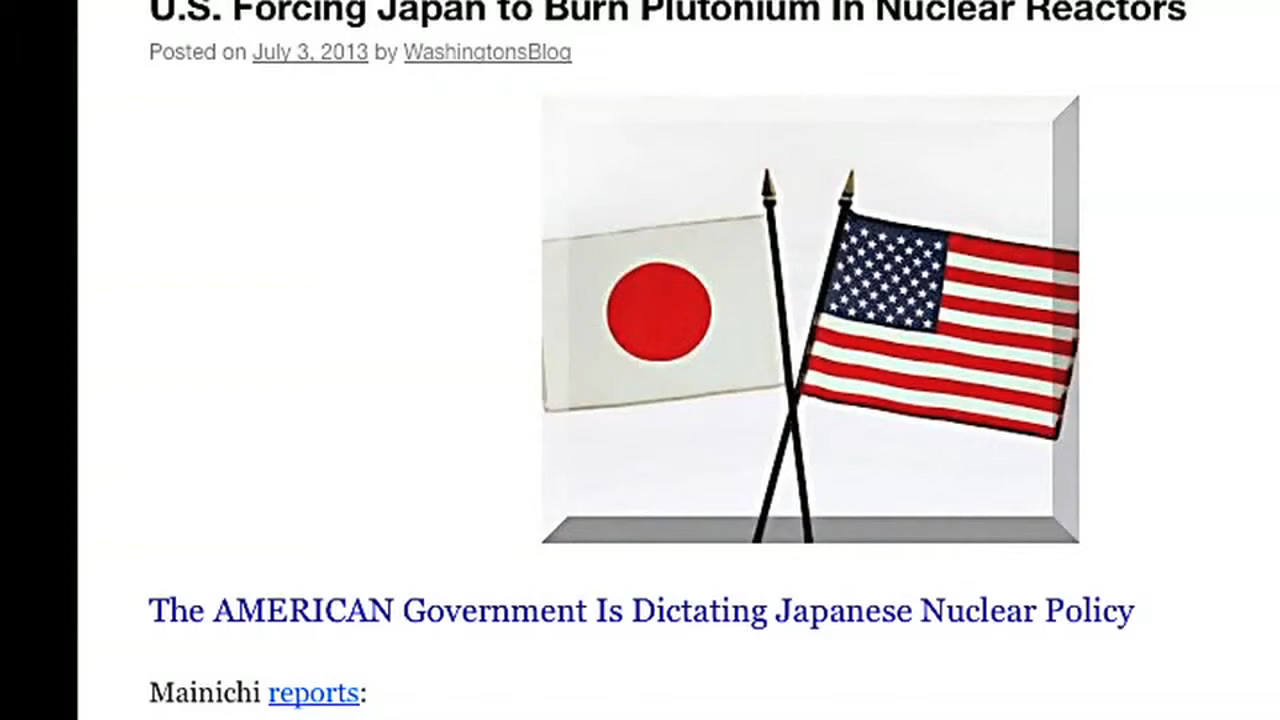 U.S. Forcing Japan to Burn Plutonium In Nuclear Reactors
Posted on July 3, 2013 by WashingtonsBlog
The AMERICAN Government Is Dictating Japanese Nuclear Policy
Mainichi reports: